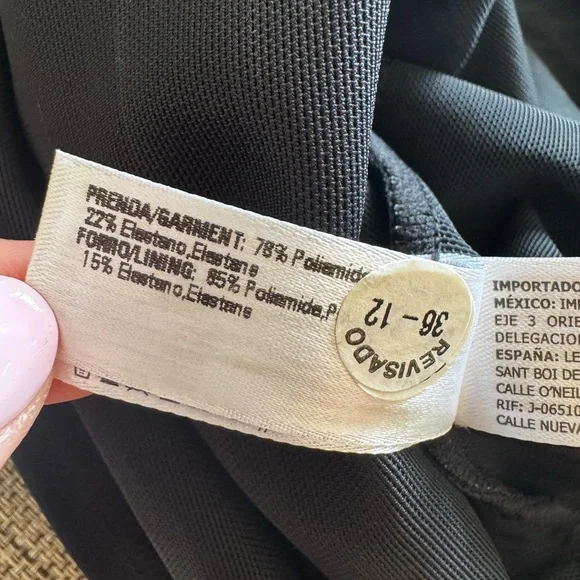 PRENDA/GARMENT: 78% Poliamida
22% Elastano,Elastane
FORRO/LINING: 85% Poliamida,P
15% Elastano,Elastane
REVISADO
36-12
IMPORTADO
MÉXICO: IM
EJE 3 ORIE
DELEGACIO
ESPAÑA: LE
SANT BOI DE
CALLE O'NEIL
RIF: J-06510
CALLE NUEVA